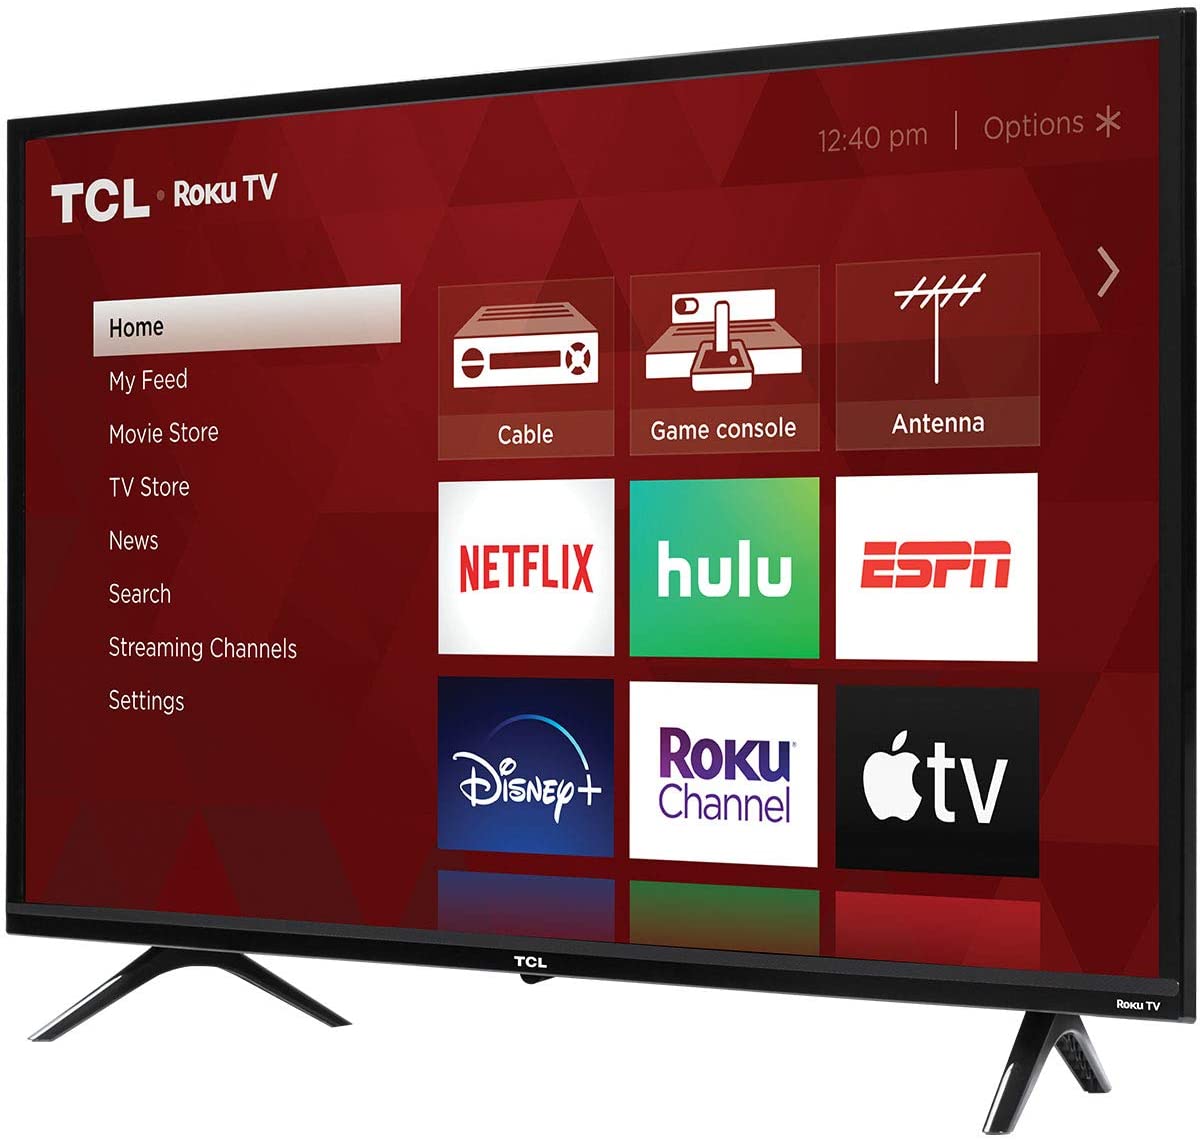 12:40 pm | Options *
TCL • Roku TV
Home
My Feed
Movie Store
TV Store
News
Search
Streaming Channels
Settings
Cable
Game console
Antenna
NETFLIX
hulu
ESPN
Disney+
Roku
Channel
tv
TCL
Roku TV